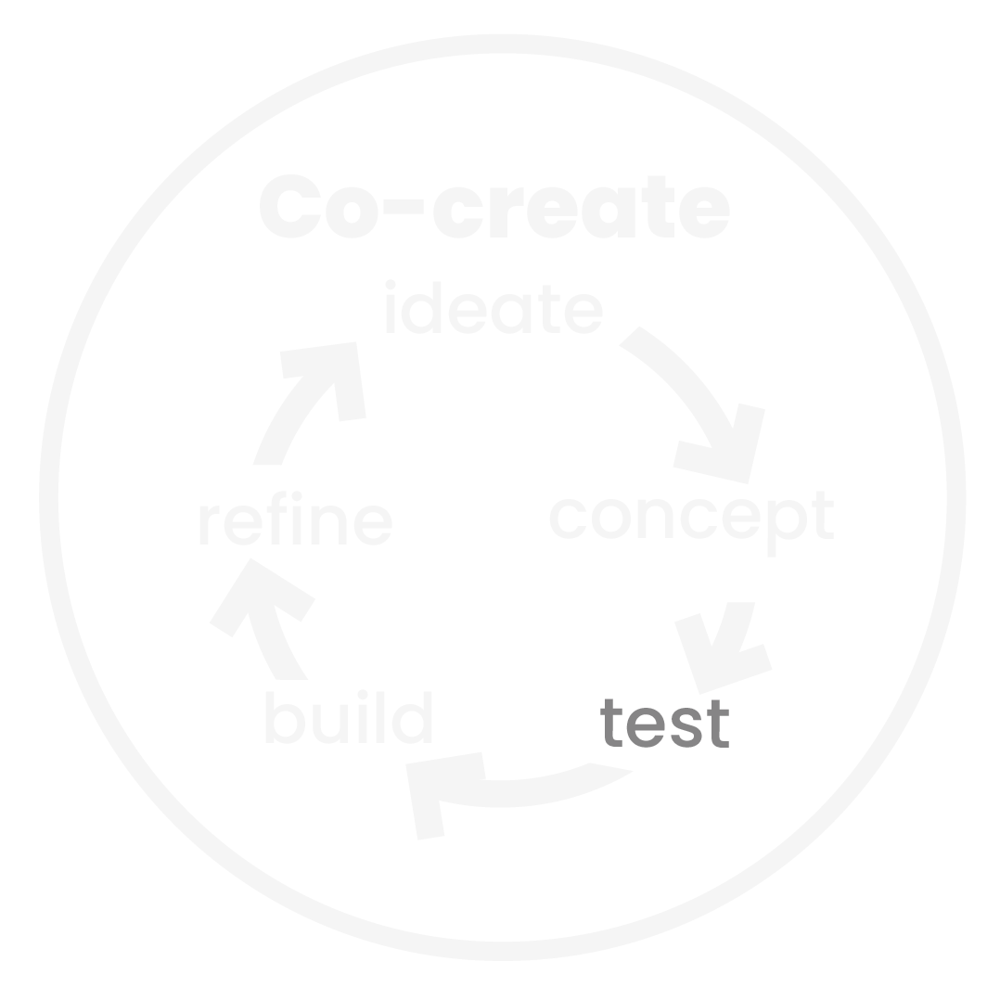 Co-create
ideate
refine
concept
build
test